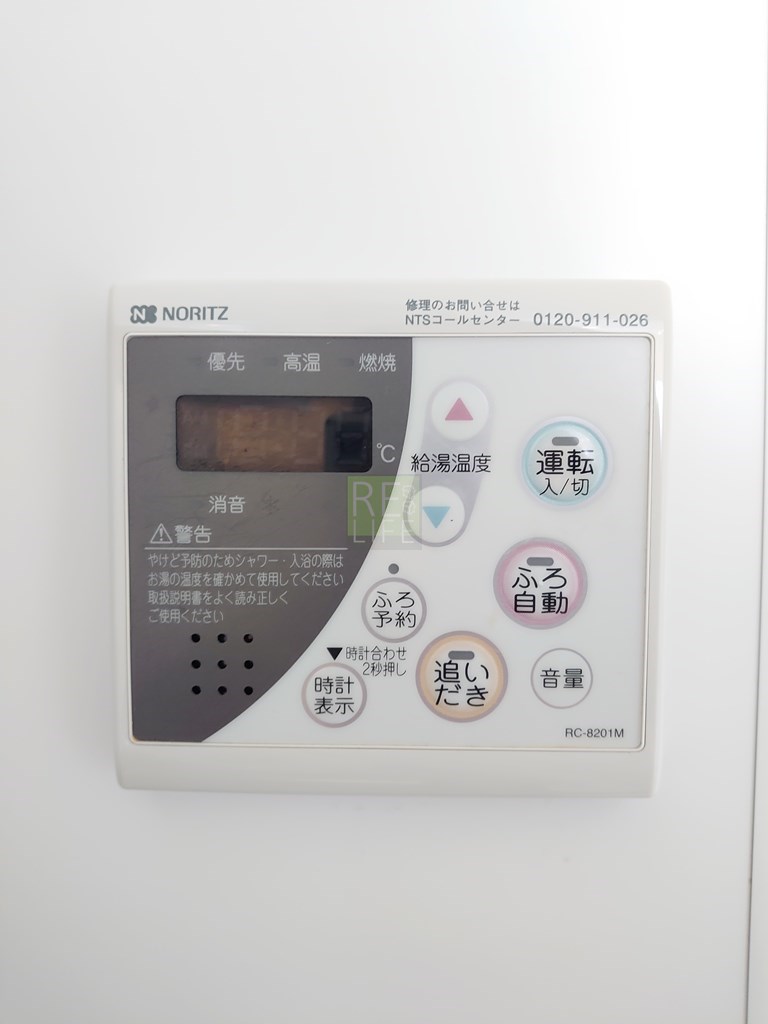 NORITZ
修理のお問い合せは
NTSコールセンター 0120-911-026
優先 高温 燃焼
℃
給湯温度
運転
入/切
消音
RE
LIFE
⚠警告
やけど予防のためシャワー・入浴の際は
お湯の温度を確かめて使用してください
取扱説明書をよく読み正しく
ご使用ください
ふろ
自動
ふろ
予約
▼時計合わせ
2秒押し
時計
表示
追い
だき
音量
RC-8201M